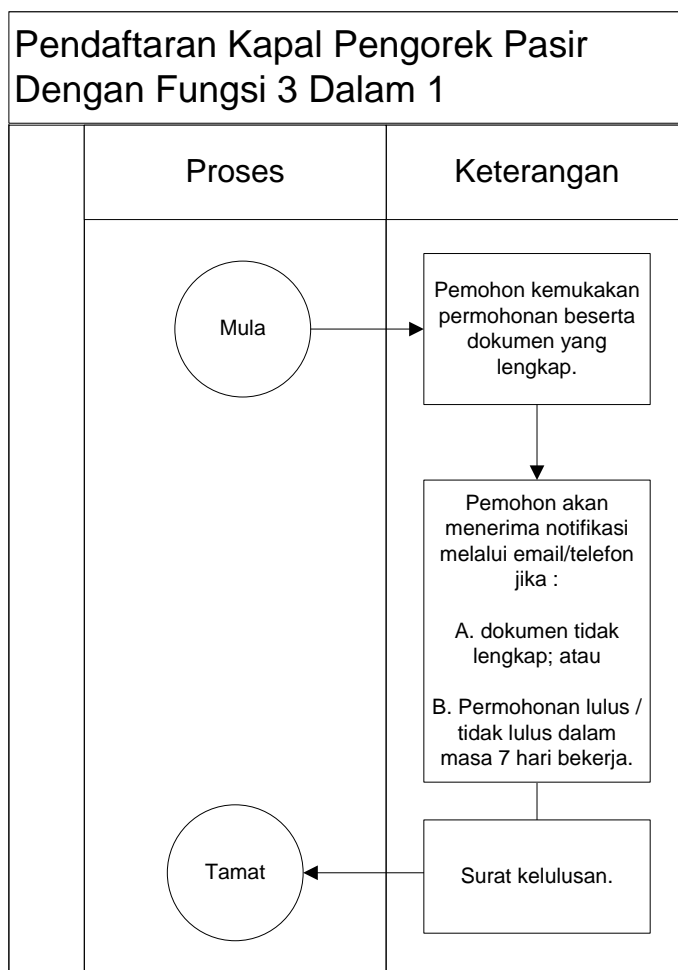 Pendaftaran Kapal Pengorek Pasir
Dengan Fungsi 3 Dalam 1
Proses
Keterangan
Mula
Pemohon kemukakan
permohonan beserta
dokumen yang
lengkap.
Pemohon akan
menerima notifikasi
melalui email/telefon
jika :
A. dokumen tidak
lengkap; atau
B. Permohonan lulus /
tidak lulus dalam
masa 7 hari bekerja.
Tamat
Surat kelulusan.